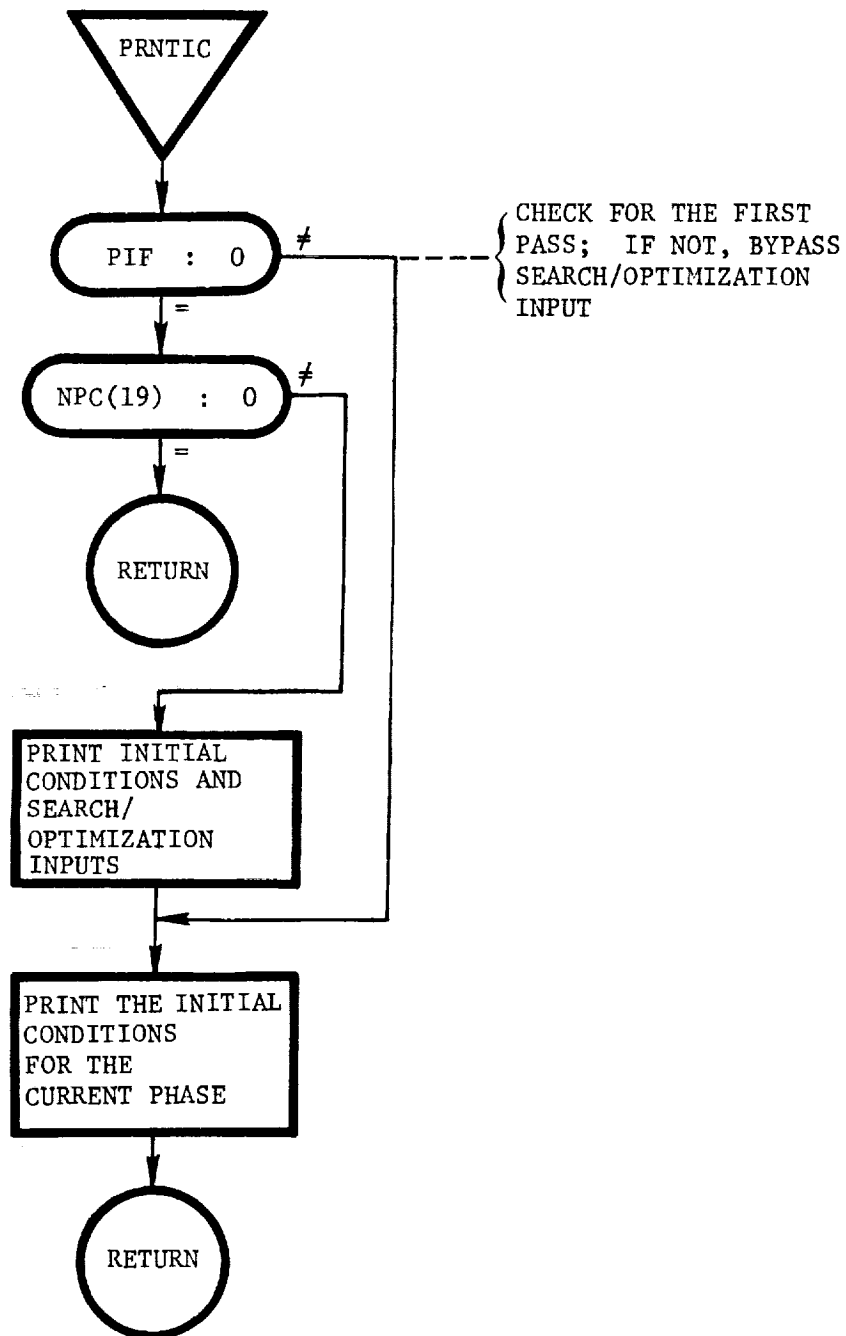 PRNTIC
PIF : 0
≠
CHECK FOR THE FIRST
PASS; IF NOT, BYPASS
SEARCH/OPTIMIZATION
INPUT
=
NPC(19) : 0
≠
=
RETURN
PRINT INITIAL
CONDITIONS AND
SEARCH/
OPTIMIZATION
INPUTS
PRINT THE INITIAL
CONDITIONS
FOR THE
CURRENT PHASE
RETURN